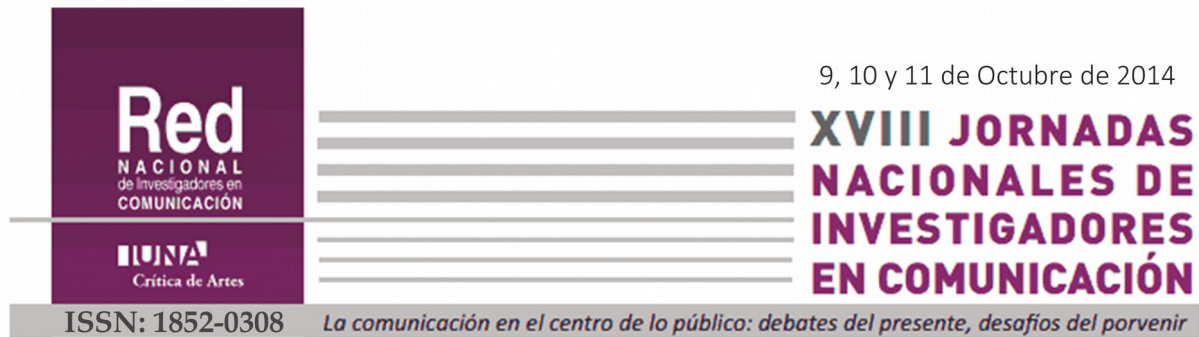 Red
NACIONAL
de Investigadores en
COMUNICACIÓN
IUNA
Crítica de Artes
9, 10 y 11 de Octubre de 2014
XVIII JORNADAS
NACIONALES DE
INVESTIGADORES
EN COMUNICACIÓN
ISSN: 1852-0308
La comunicación en el centro de lo público: debates del presente, desafíos del porvenir